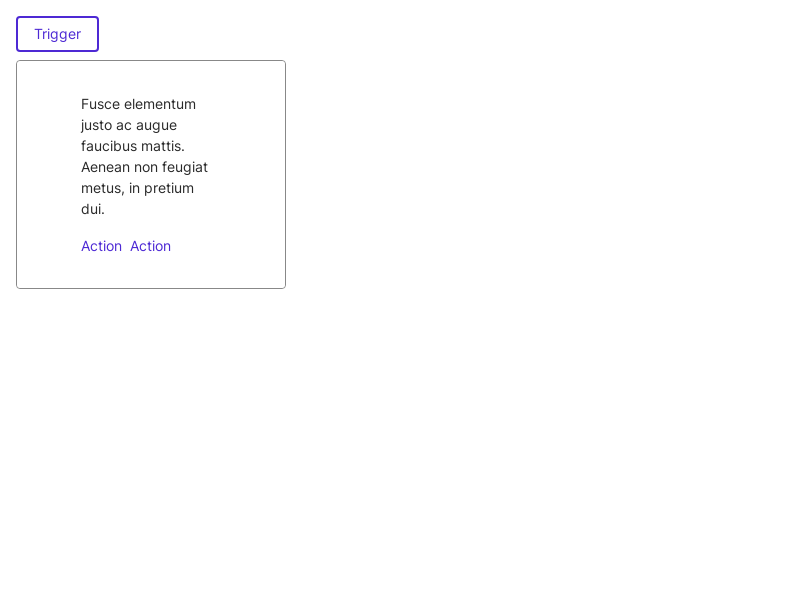 Trigger
Fusce elementum
justo ac augue
faucibus mattis.
Aenean non feugiat
metus, in pretium
dui.
Action Action